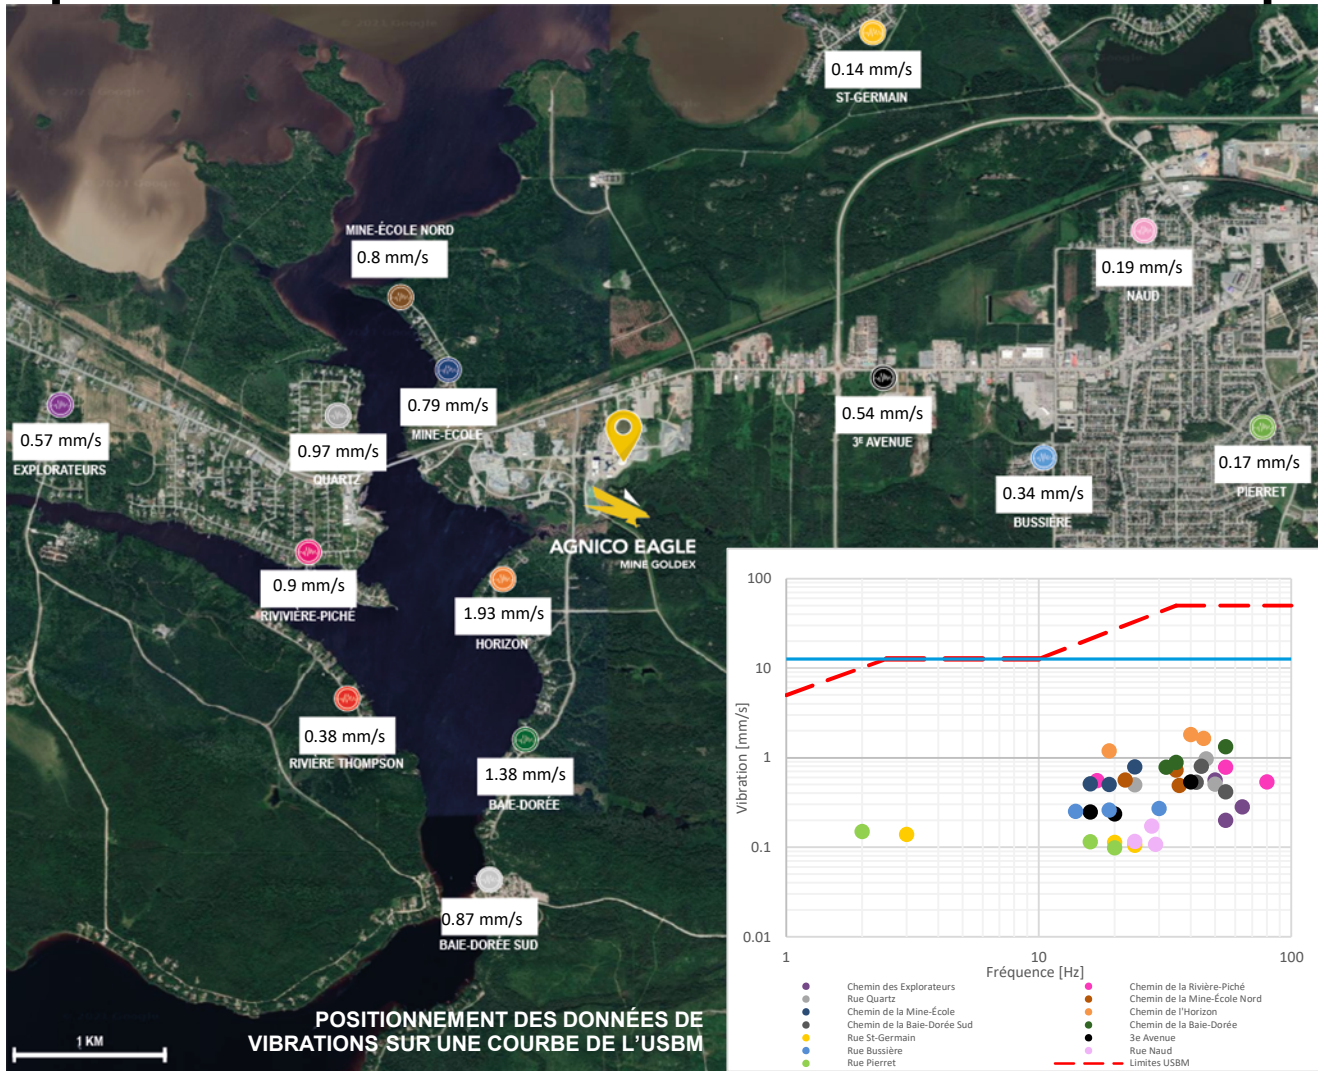 0.14 mm/s
ST-GERMAIN
MINE-ÉCOLE NORD
0.8 mm/s
0.19 mm/s
NAUD
0.79 mm/s
MINE-ÉCOLE
0.57 mm/s
EXPLORATEURS
0.97 mm/s
QUARTZ
0.54 mm/s
3E AVENUE
0.34 mm/s
BUSSIÈRE
0.17 mm/s
PIERRET
AGNICO EAGLE
MINE GOLDEX
0.9 mm/s
RIVIVIÈRE-PICHÉ
1.93 mm/s
HORIZON
0.38 mm/s
RIVIÈRE THOMPSON
1.38 mm/s
BAIE-DORÉE
0.87 mm/s
BAIE-DORÉE SUD
POSITIONNEMENT DES DONNÉES DE
VIBRATIONS SUR UNE COURBE DE L'USBM
1 KM
100
10
1
0.1
0.01
Vibration [mm/s]
1
10
100
Fréquence [Hz]
Chemin des Explorateurs
Chemin de la Rivière-Piché
Rue Quartz
Chemin de la Mine-École Nord
Chemin de la Mine-École
Chemin de l'Horizon
Chemin de la Baie-Dorée Sud
Chemin de la Baie-Dorée
Rue St-Germain
3e Avenue
Rue Bussière
Rue Naud
Rue Pierret
Limites USBM